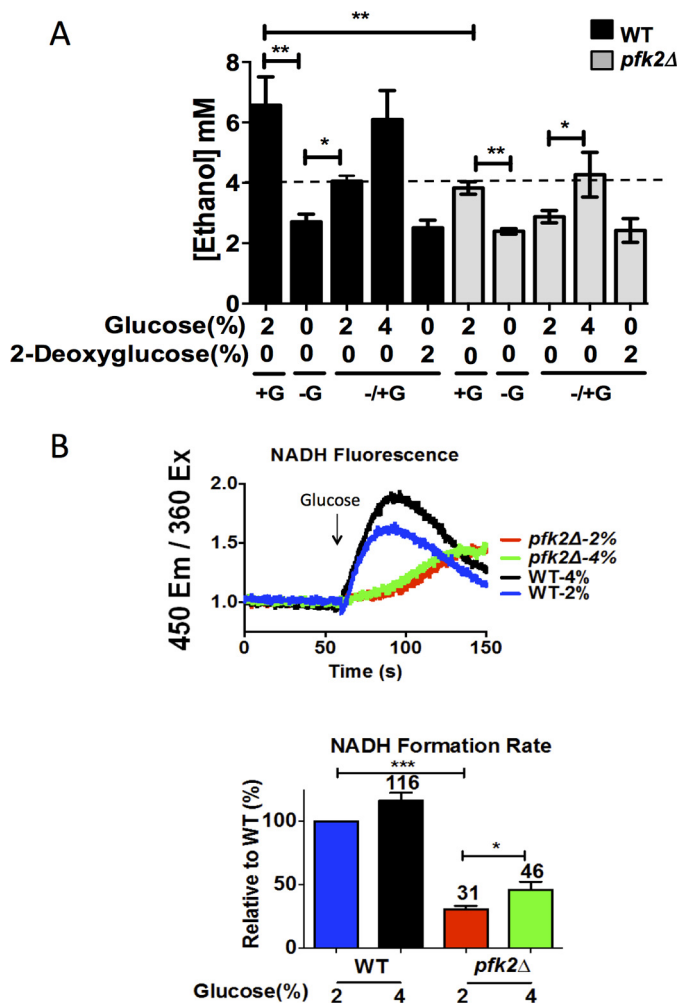 A
WT
pfk2Δ
**
**
*
**
*
[Ethanol] mM
8
6
4
2
0
Glucose(%) 2 0 2 4 0 2 0 2 4 0
2-Deoxyglucose(%) 0 0 0 0 2 0 0 0 0 2
+G -G -/+G +G -G -/+G
B
NADH Fluorescence
450 Em / 360 Ex
2.0
1.5
1.0
Glucose
pfk2Δ-2%
pfk2Δ-4%
WT-4%
WT-2%
0 50 100 150
Time (s)
NADH Formation Rate
Relative to WT (%)
***
116
*
31
46
100
50
0
WT pfk2Δ
Glucose(%) 2 4 2 4